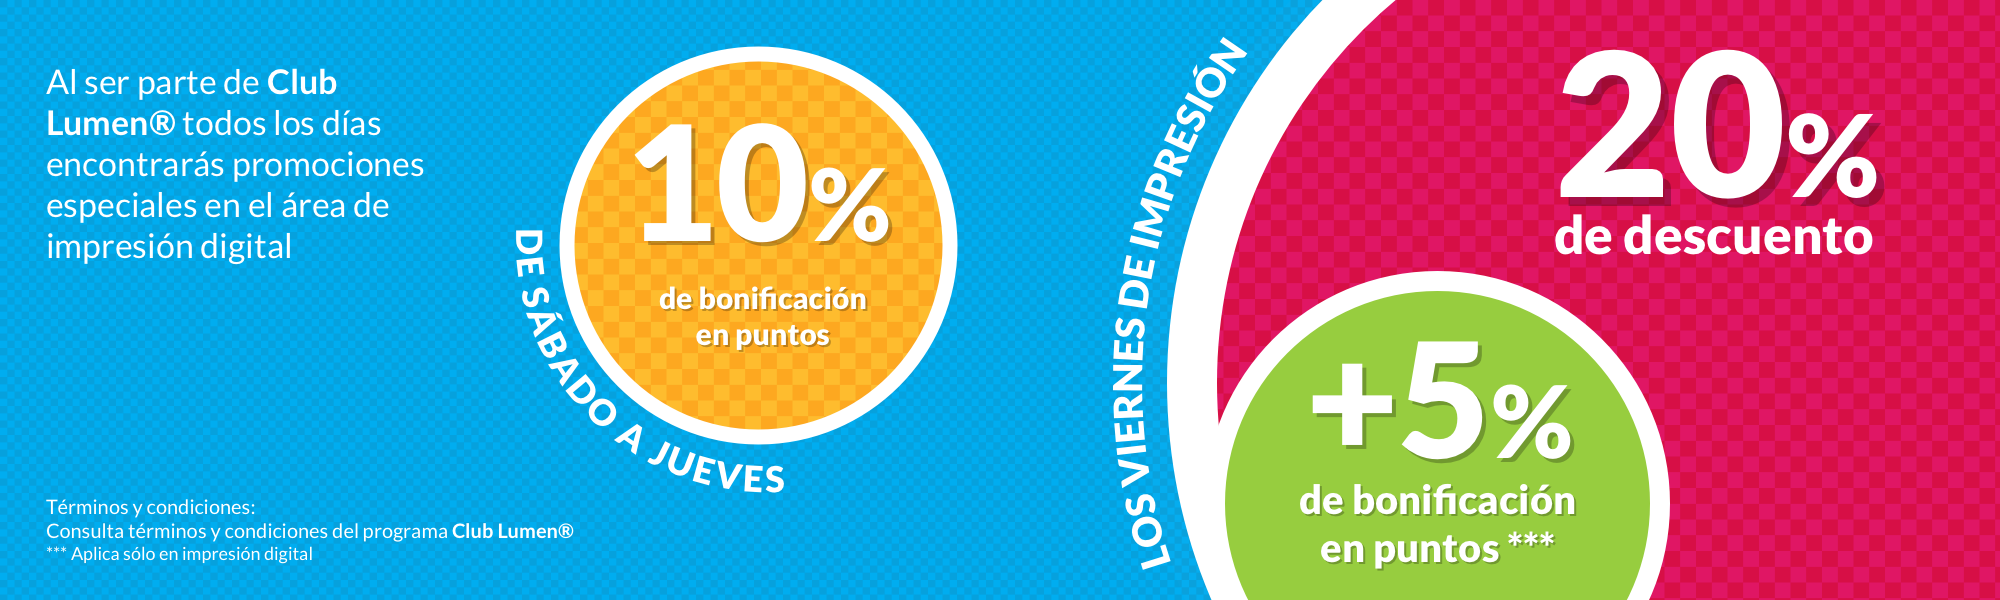 Al ser parte de Club
Lumen® todos los días
encontrarás promociones
especiales en el área de
impresión digital
Términos y condiciones:
Consulta términos y condiciones del programa Club Lumen®
*** Aplica sólo en impresión digital
DE SÁBADO A JUEVES
10%
de bonificación
en puntos
LOS VIERNES DE IMPRESIÓN
20%
de descuento
+5%
de bonificación
en puntos ***